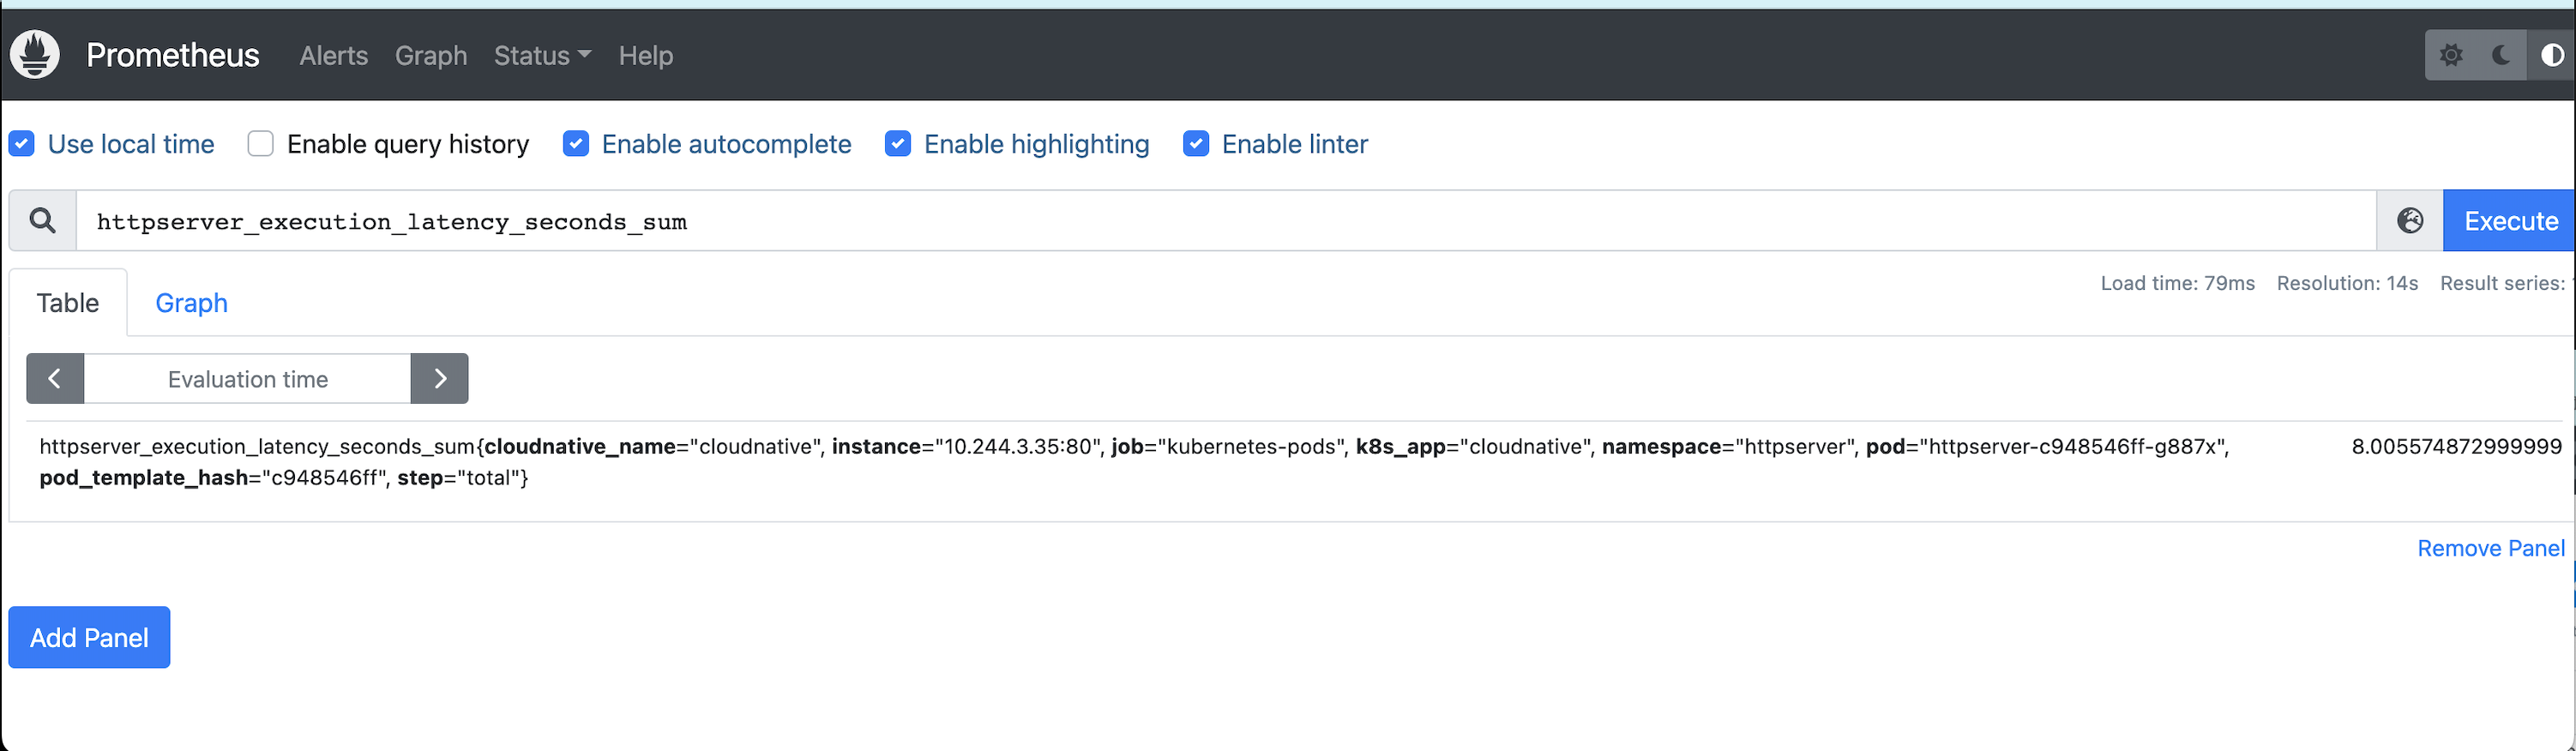 Prometheus Alerts Graph Status Help
Use local time Enable query history Enable autocomplete Enable highlighting Enable linter
httpserver_execution_latency_seconds_sum Execute
Table Graph Load time: 79ms Resolution: 14s Result series:
Evaluation time
httpserver_execution_latency_seconds_sum{cloudnative_name="cloudnative", instance="10.244.3.35:80", job="kubernetes-pods", k8s_app="cloudnative", namespace="httpserver", pod="httpserver-c948546ff-g887x", 8.005574872999999
pod_template_hash="c948546ff", step="total"}
Remove Panel
Add Panel